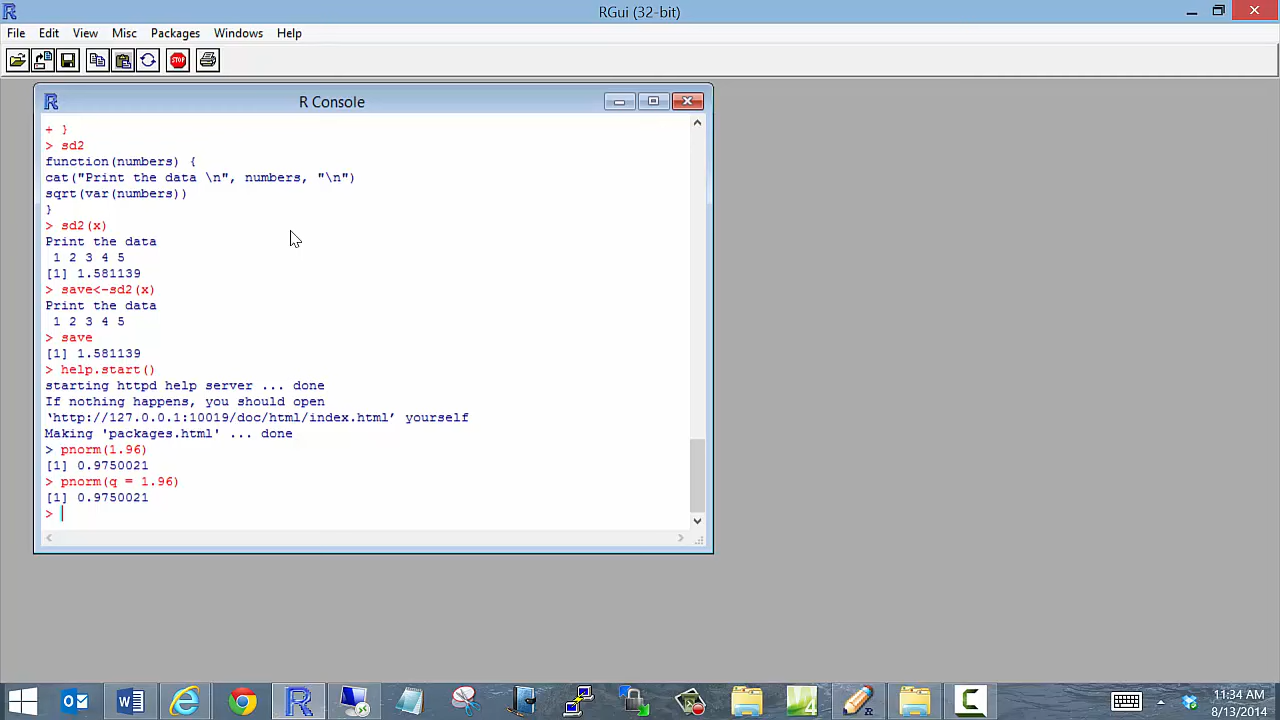 RGui (32-bit)
File Edit View Misc Packages Windows Help
STOP
R Console
+ }
> sd2
function(numbers) {
cat("Print the data \n", numbers, "\n")
sqrt(var(numbers))
}
> sd2(x)
Print the data
1 2 3 4 5
[1] 1.581139
> save<-sd2(x)
Print the data
1 2 3 4 5
> save
[1] 1.581139
> help.start()
starting httpd help server ... done
If nothing happens, you should open
‘http://127.0.0.1:10019/doc/html/index.html’ yourself
Making 'packages.html' ... done
> pnorm(1.96)
[1] 0.9750021
> pnorm(q = 1.96)
[1] 0.9750021
>
11:34 AM
8/13/2014